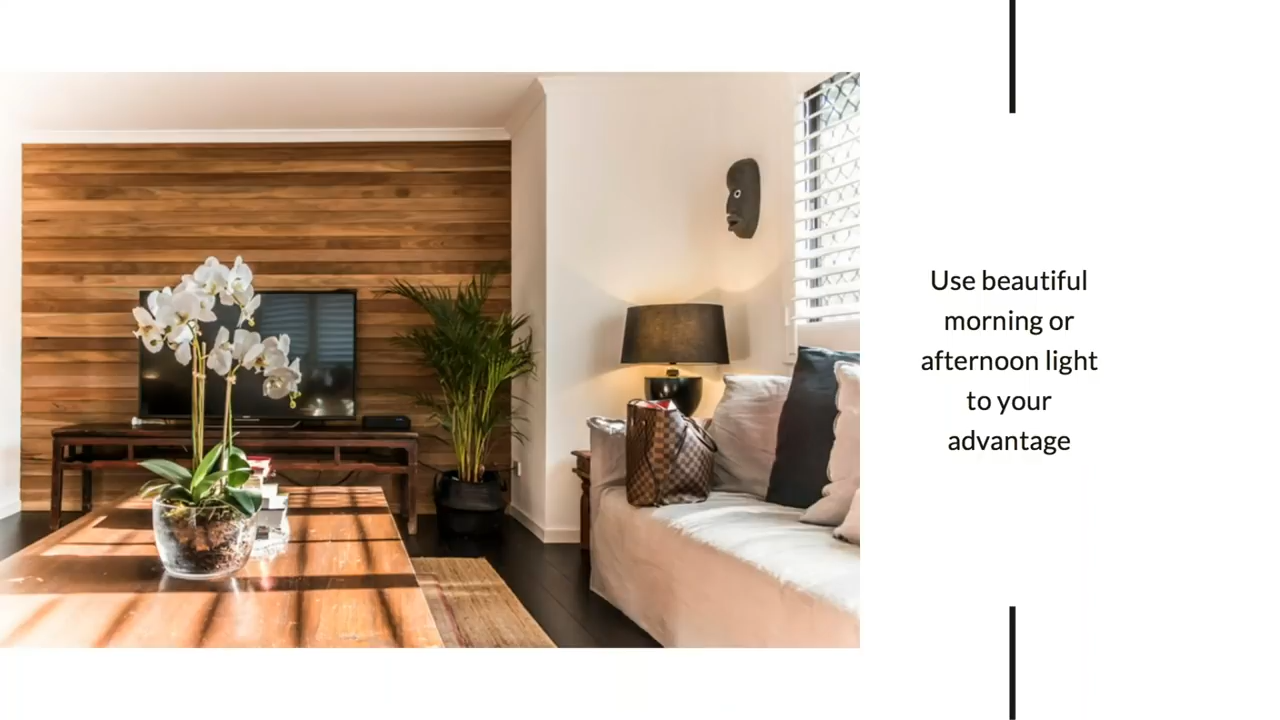 Use beautiful
morning or
afternoon light
to your
advantage